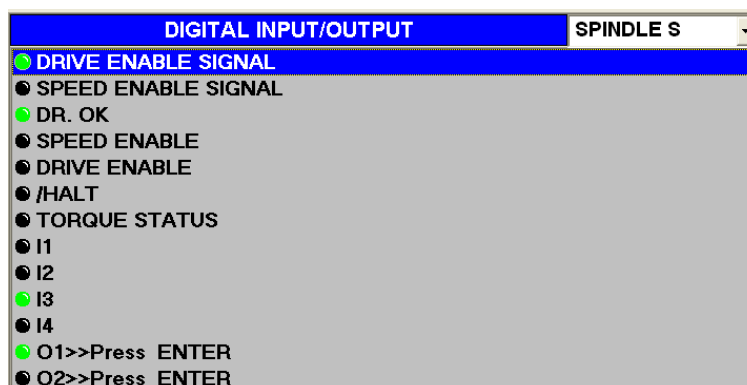 DIGITAL INPUT/OUTPUT SPINDLE S
DRIVE ENABLE SIGNAL
SPEED ENABLE SIGNAL
DR. OK
SPEED ENABLE
DRIVE ENABLE
/HALT
TORQUE STATUS
I1
I2
I3
I4
O1>>Press ENTER
O2>>Press ENTER